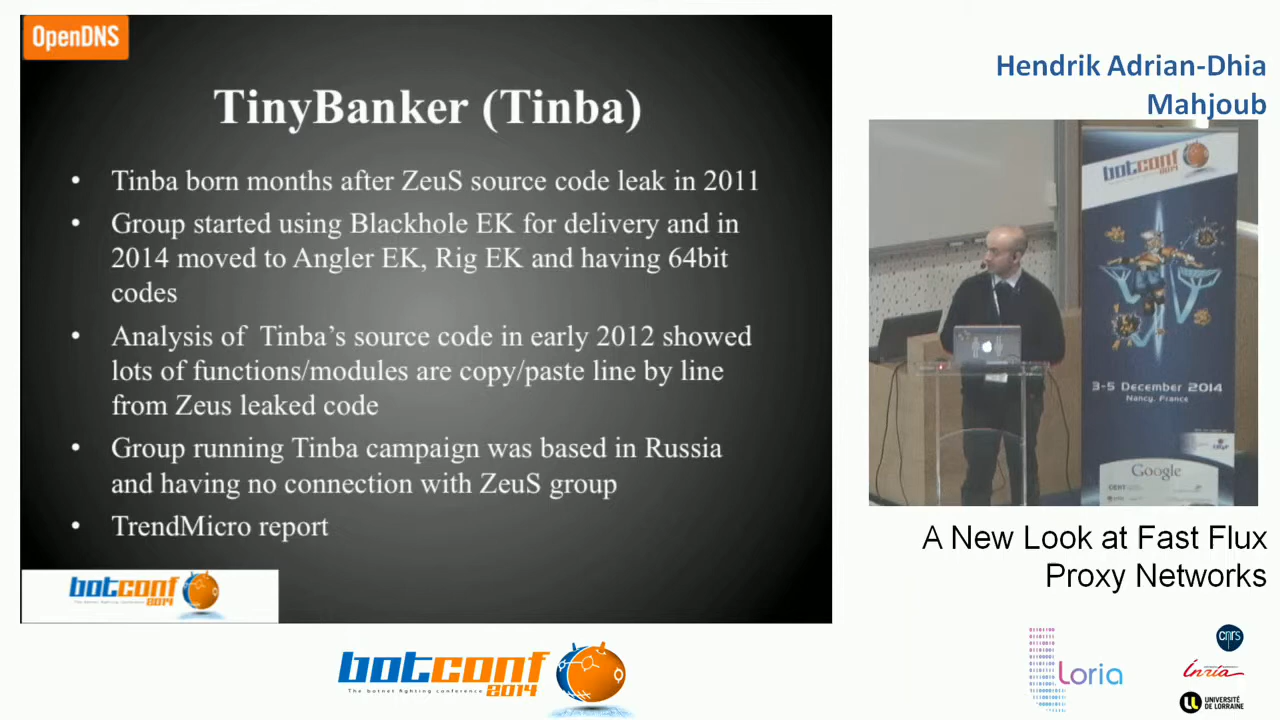 OpenDNS
TinyBanker (Tinba)
• Tinba born months after ZeuS source code leak in 2011
• Group started using Blackhole EK for delivery and in
2014 moved to Angler EK, Rig EK and having 64bit
codes
• Analysis of  Tinba's source code in early 2012 showed
lots of functions/modules are copy/paste line by line
from Zeus leaked code
• Group running Tinba campaign was based in Russia
and having no connection with ZeuS group
• TrendMicro report
botconf
2014
Hendrik Adrian-Dhia
Mahjoub
botconf
2014
3-5 December 2014
Nancy, France
Google
A New Look at Fast Flux
Proxy Networks
botconf
The botnet fighting conference 2014
Loria
cnrs
Inria
UNIVERSITÉ
DE LORRAINE